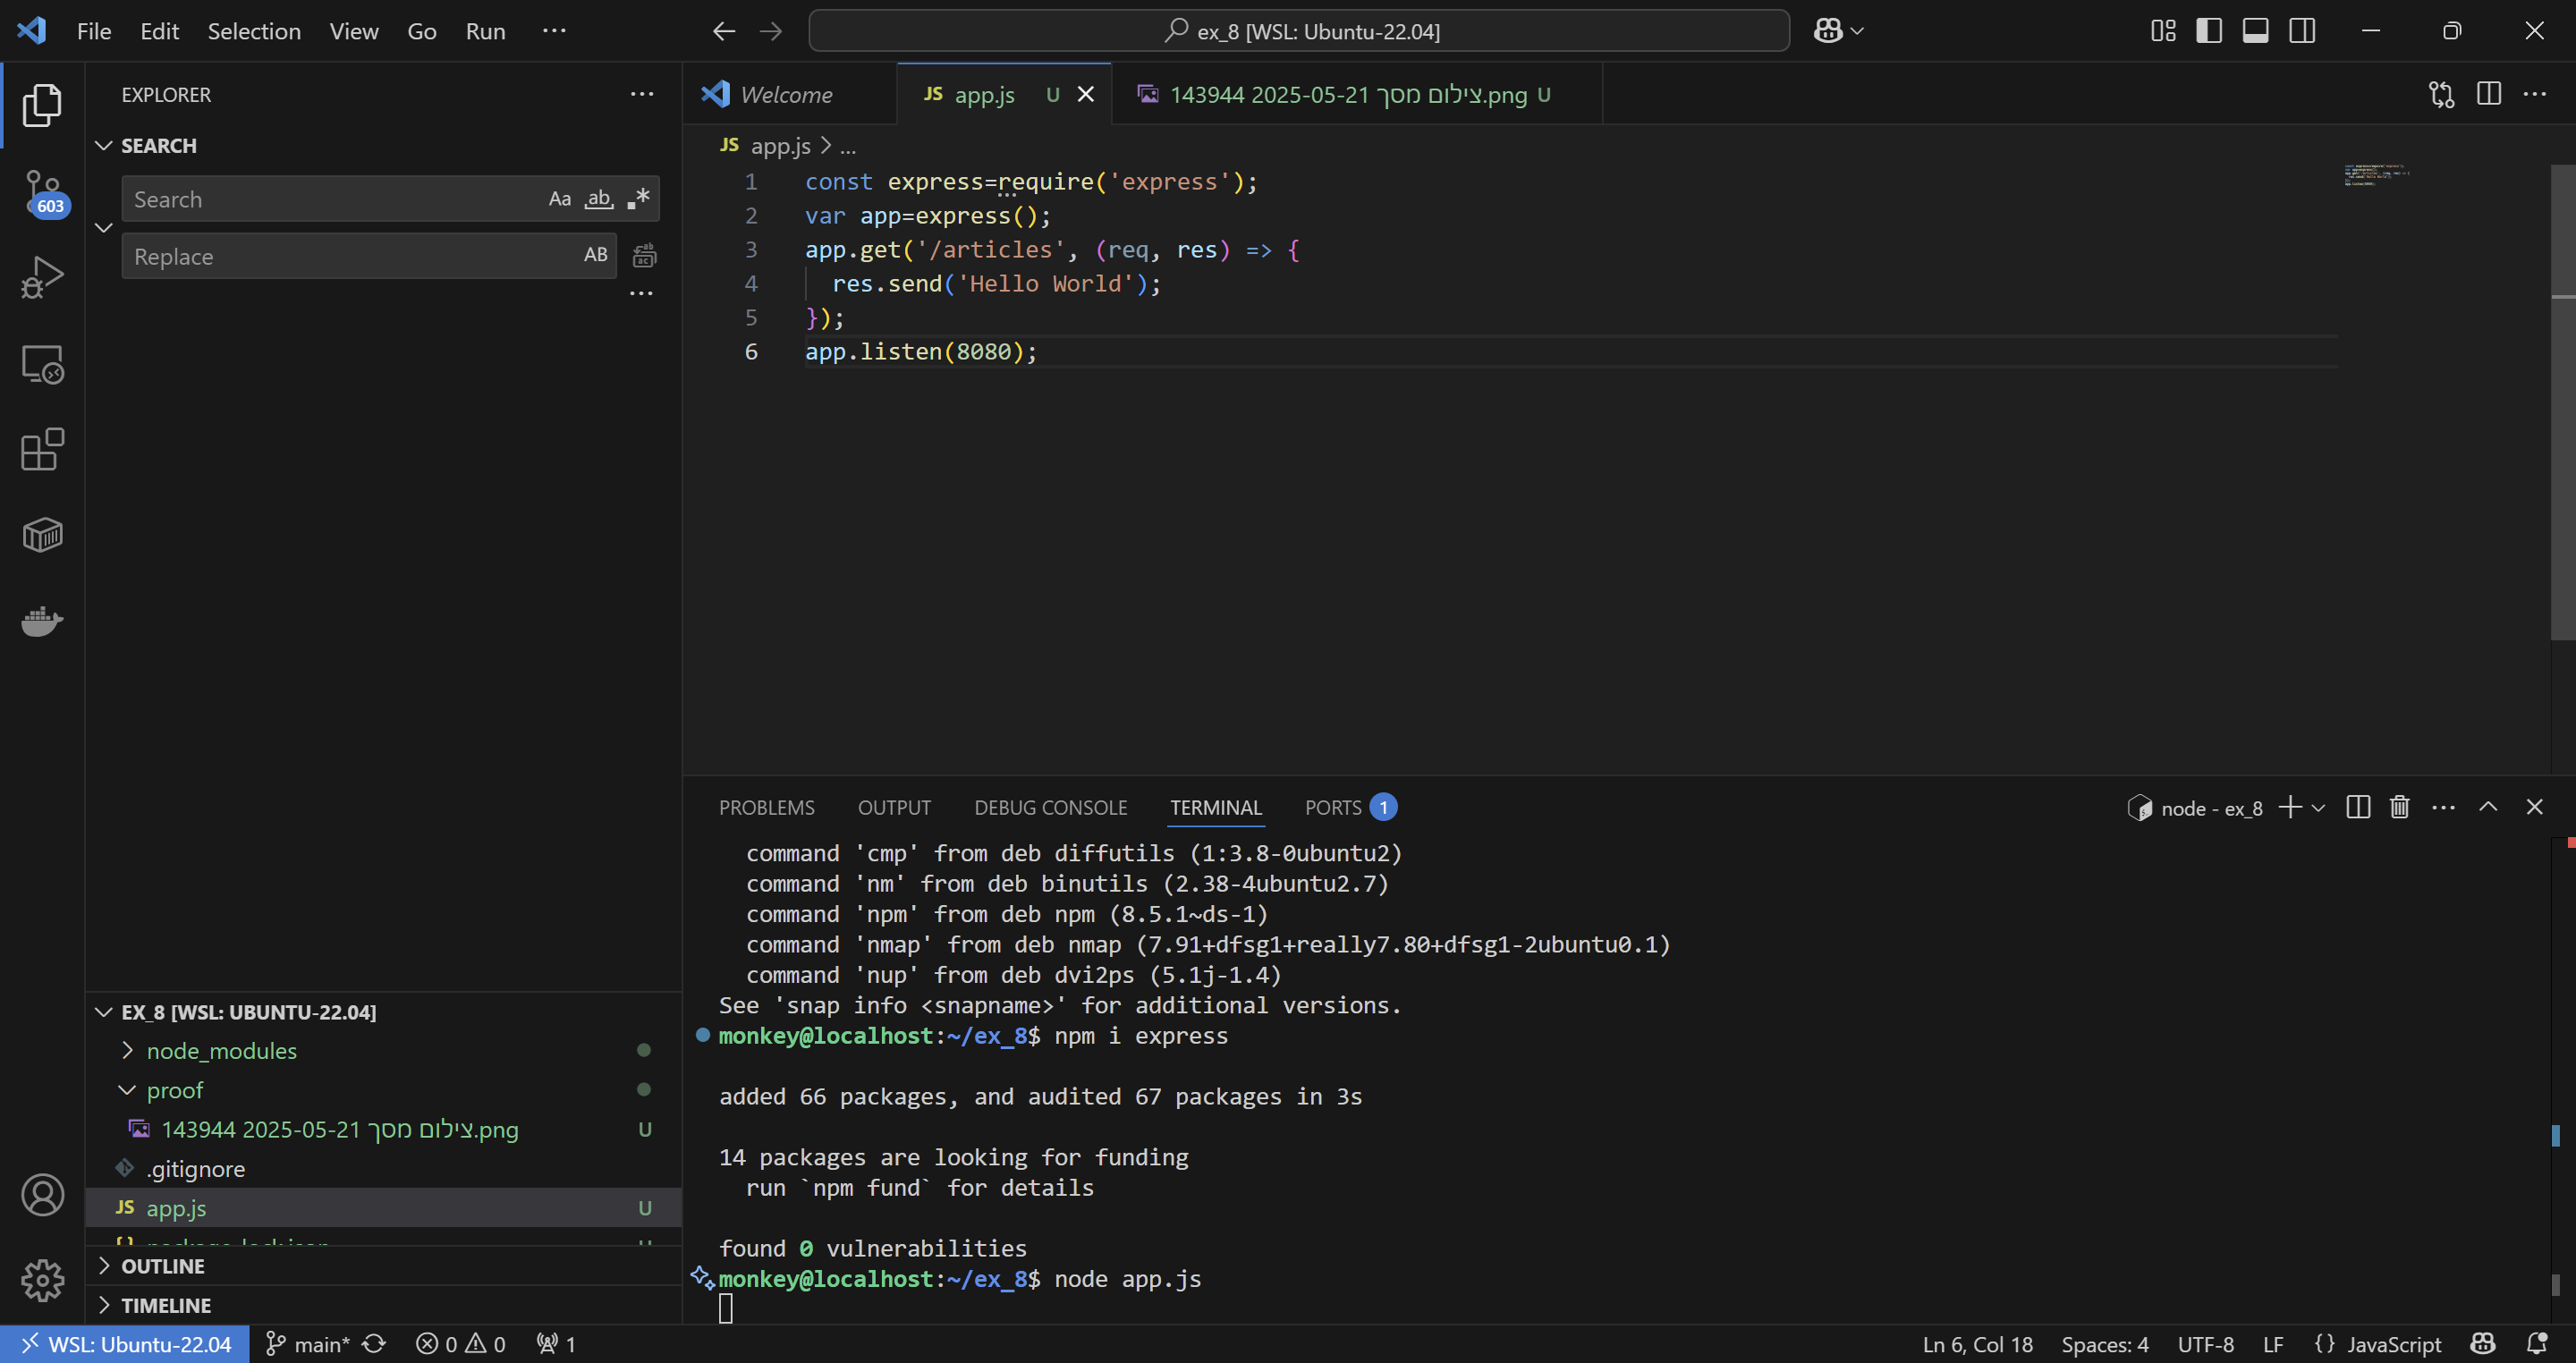 File Edit Selection View Go Run ...
ex_8 [WSL: Ubuntu-22.04]
EXPLORER
SEARCH
Search
Aa ab .*
Replace
AB
603
Welcome
JS app.js U
צילום מסך 2025-05-21 143944.png U
JS app.js > ...
1 const express=require('express');
2 var app=express();
3 app.get('/articles', (req, res) => {
4   res.send('Hello World');
5 });
6 app.listen(8080);
EX_8 [WSL: UBUNTU-22.04]
node_modules
proof
צילום מסך 2025-05-21 143944.png U
.gitignore
JS app.js U
OUTLINE
TIMELINE
PROBLEMS OUTPUT DEBUG CONSOLE TERMINAL PORTS 1
node - ex_8
command 'cmp' from deb diffutils (1:3.8-0ubuntu2)
command 'nm' from deb binutils (2.38-4ubuntu2.7)
command 'npm' from deb npm (8.5.1~ds-1)
command 'nmap' from deb nmap (7.91+dfsg1+really7.80+dfsg1-2ubuntu0.1)
command 'nup' from deb dvi2ps (5.1j-1.4)
See 'snap info <snapname>' for additional versions.
monkey@localhost:~/ex_8$ npm i express
added 66 packages, and audited 67 packages in 3s
14 packages are looking for funding
run `npm fund` for details
found 0 vulnerabilities
monkey@localhost:~/ex_8$ node app.js
WSL: Ubuntu-22.04 main* 0 0 1
Ln 6, Col 18 Spaces: 4 UTF-8 LF {} JavaScript